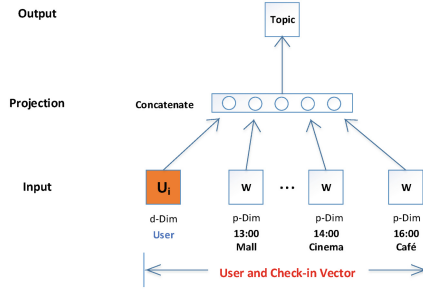 Output
Topic
Projection
Concatenate
Input
Ui
w
...
w
w
d-Dim
p-Dim
p-Dim
p-Dim
User
13:00
14:00
16:00
Mall
Cinema
Café
User and Check-in Vector